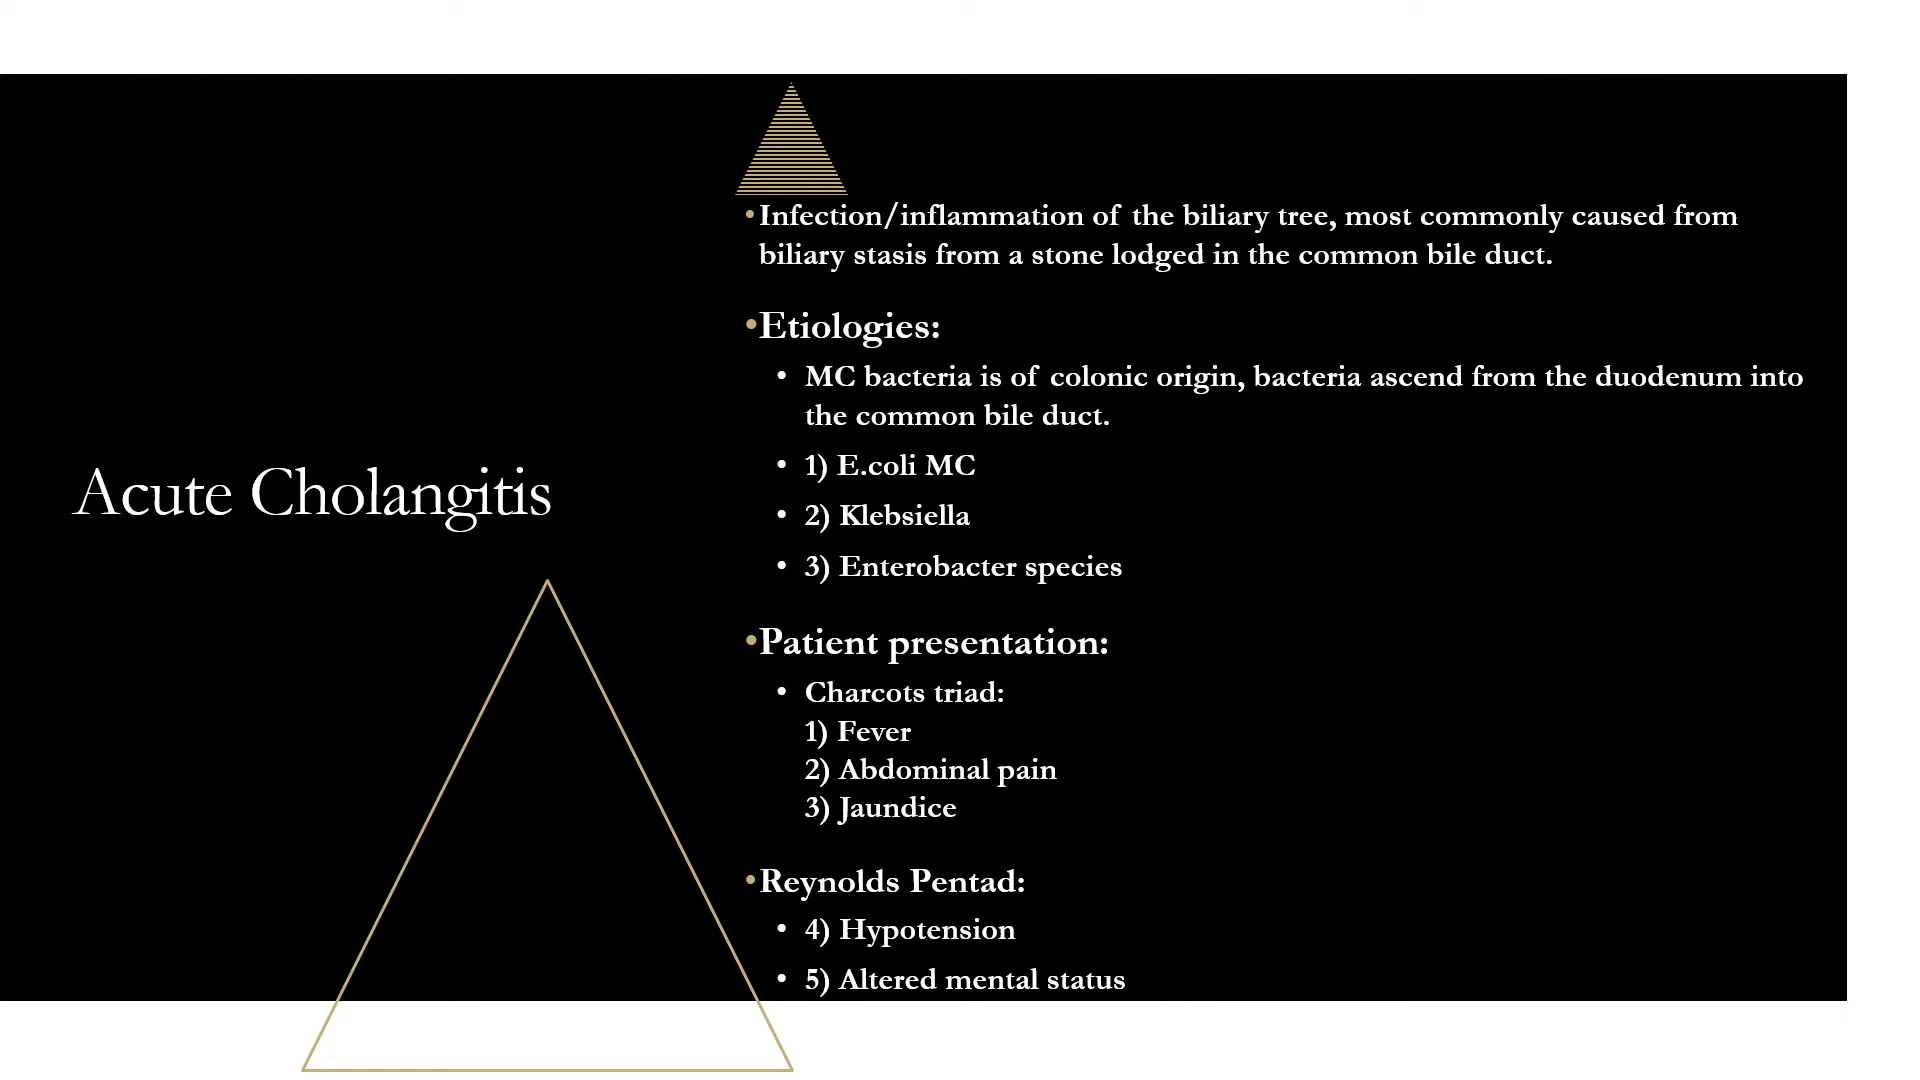 Acute Cholangitis
•Infection/inflammation of the biliary tree, most commonly caused from
biliary stasis from a stone lodged in the common bile duct.
•Etiologies:
• MC bacteria is of colonic origin, bacteria ascend from the duodenum into
the common bile duct.
• 1) E.coli MC
• 2) Klebsiella
• 3) Enterobacter species
•Patient presentation:
• Charcots triad:
1) Fever
2) Abdominal pain
3) Jaundice
•Reynolds Pentad:
• 4) Hypotension
• 5) Altered mental status